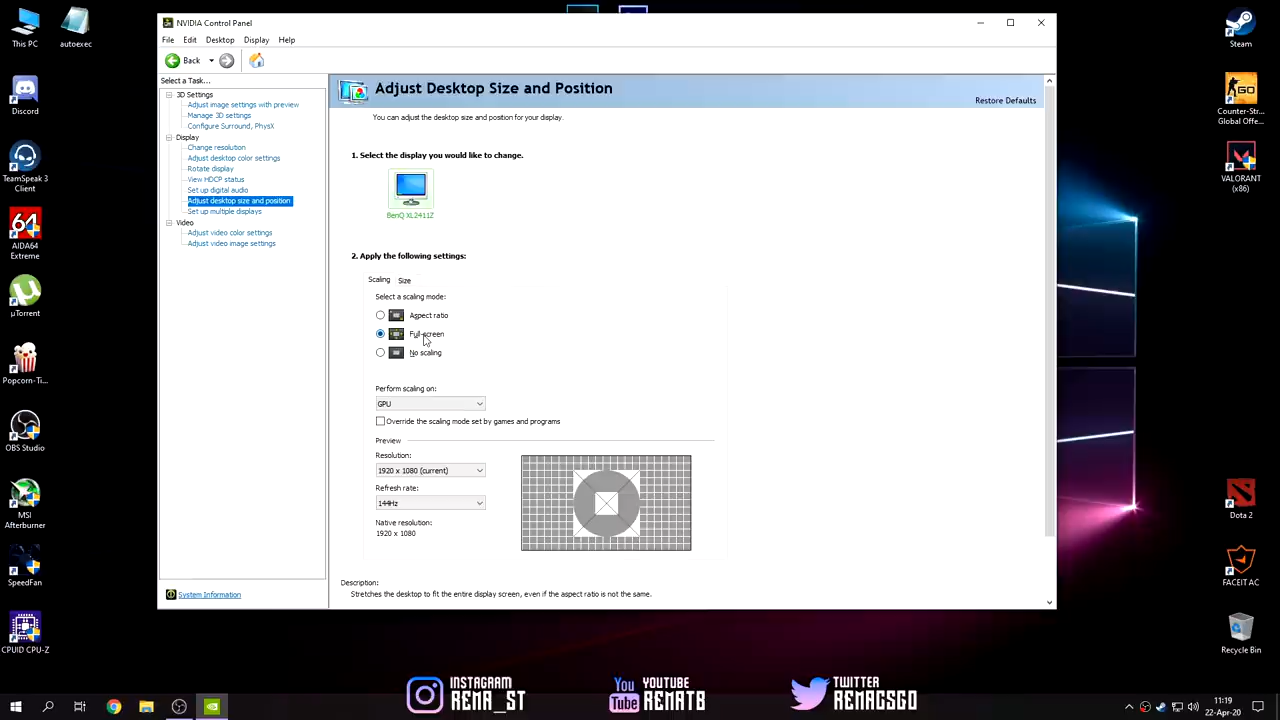 This PC
autoexec
Discord
TeamSpeak 3
Client
64
AIDA64
Extreme
µTorrent
Popcorn-Ti...
OBS Studio
MSI
Afterburner
SpeedFan
CPUID CPU-Z
NVIDIA Control Panel
File Edit Desktop Display Help
Back
Select a Task...
3D Settings
Adjust image settings with preview
Manage 3D settings
Configure Surround, PhysX
Display
Change resolution
Adjust desktop color settings
Rotate display
View HDCP status
Set up digital audio
Adjust desktop size and position
Set up multiple displays
Video
Adjust video color settings
Adjust video image settings
System Information
Adjust Desktop Size and Position
Restore Defaults
You can adjust the desktop size and position for your display.
1. Select the display you would like to change.
BenQ XL2411Z
2. Apply the following settings:
Scaling Size
Select a scaling mode:
Aspect ratio
Full-screen
No scaling
Perform scaling on:
GPU
Override the scaling mode set by games and programs
Preview
Resolution:
1920 x 1080 (current)
Refresh rate:
144Hz
Native resolution:
1920 x 1080
Description:
Stretches the desktop to fit the entire display screen, even if the aspect ratio is not the same.
Steam
GO
Counter-Str...
Global Offe...
VALORANT
(x86)
Dota 2
FACEIT AC
Recycle Bin
INSTAGRAM
REMA_ST
You
Tube
YOUTUBE
REMATB
TWITTER
REMACSGO
11:19
22-Apr-20